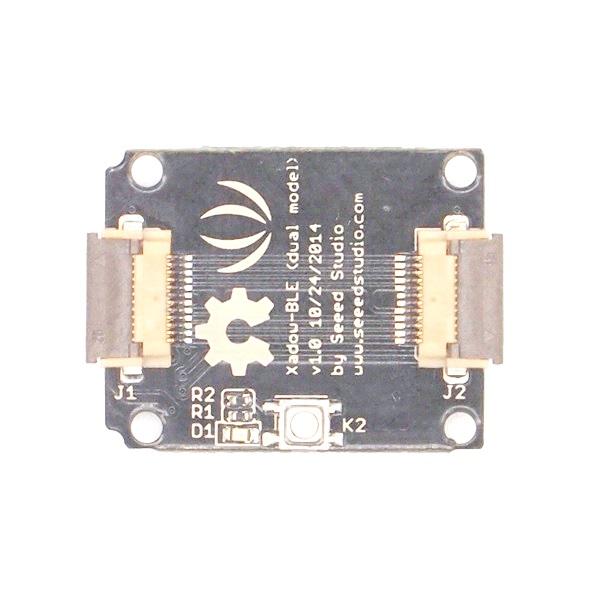 Xadow-BLE (dual model)
v1.0 10/24/2014
by Seeed Studio
www.seeedstudio.com
J1
J2
R2
R1
D1
K2